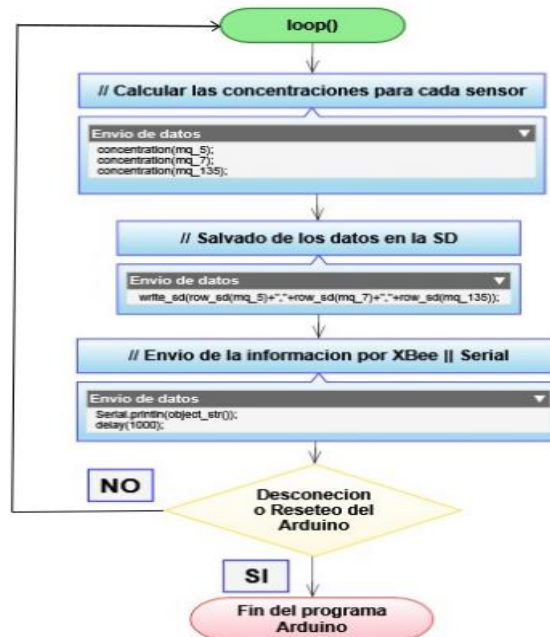 loop()
// Calcular las concentraciones para cada sensor
Envio de datos
concentration(mq_5);
concentration(mq_7);
concentration(mq_135);
// Salvado de los datos en la SD
Envio de datos
write_sd(row_sd(mq_5)+","+row_sd(mq_7)+","+row_sd(mq_135));
// Envio de la informacion por XBee || Serial
Envio de datos
Serial.println(object_str());
delay(1000);
NO
Desconecion
o Reseteo del
Arduino
SI
Fin del programa
Arduino